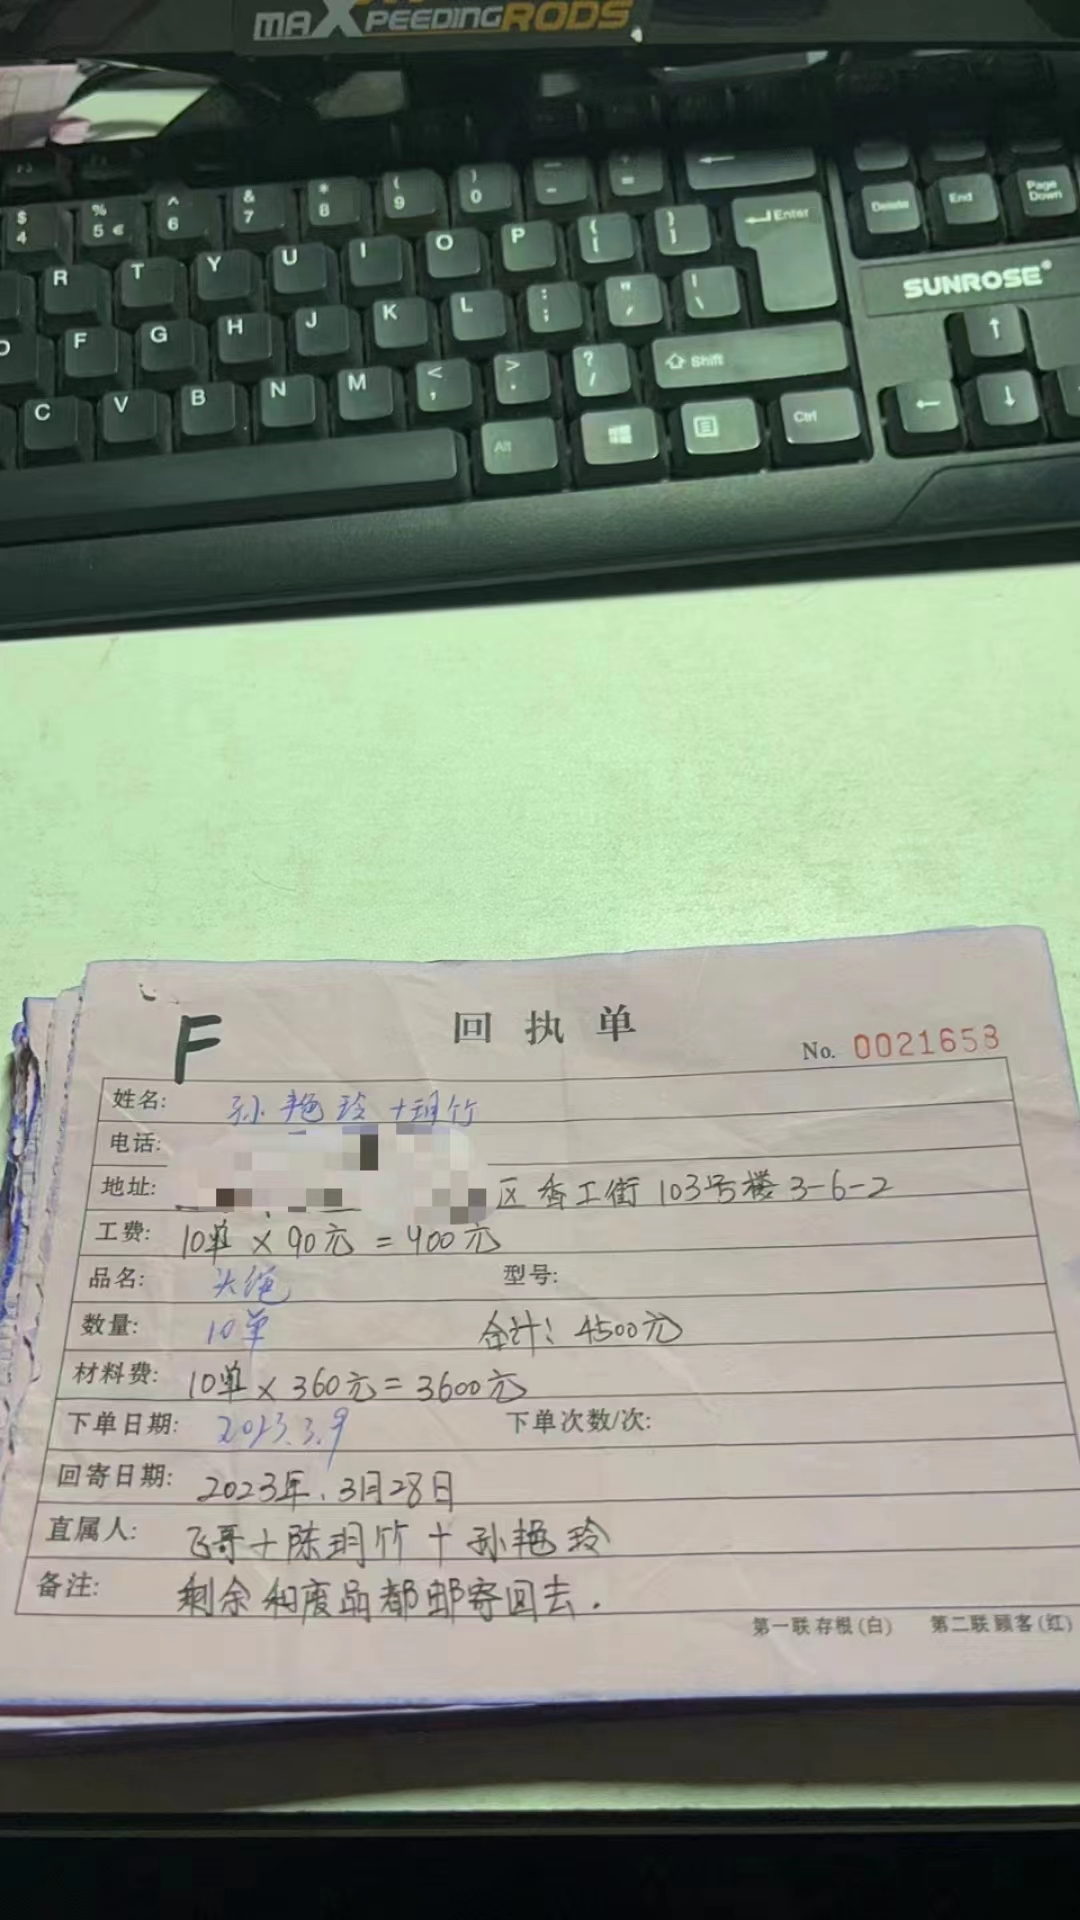 MAXPEEDINGRODS
$ 4 % 5 € ^ 6 & 7 * 8 ( 9 ) 0 _ - + = ←
Delete End Page Down
R T Y U I O P { [ } ] Enter
SUNROSE
F G H J K L : ; " ' | \
C V B N M < , > . ? / Shift ↑
Alt Ctrl ← ↓
F
回执单
No. 0021653
姓名: 孙艳玲+玥竹
电话:
地址: 区香工街103号楼3-6-2
工费: 10单×90元=900元
品名: 头绳 型号:
数量: 10单 合计: 4500元
材料费: 10单×360元=3600元
下单日期: 2023.3.9 下单次数/次:
回寄日期: 2023年.3月28日
直属人: 飞哥+陈玥竹+孙艳玲
备注: 剩余和废品都邮寄回去.
第一联 存根(白) 第二联 顾客(红)